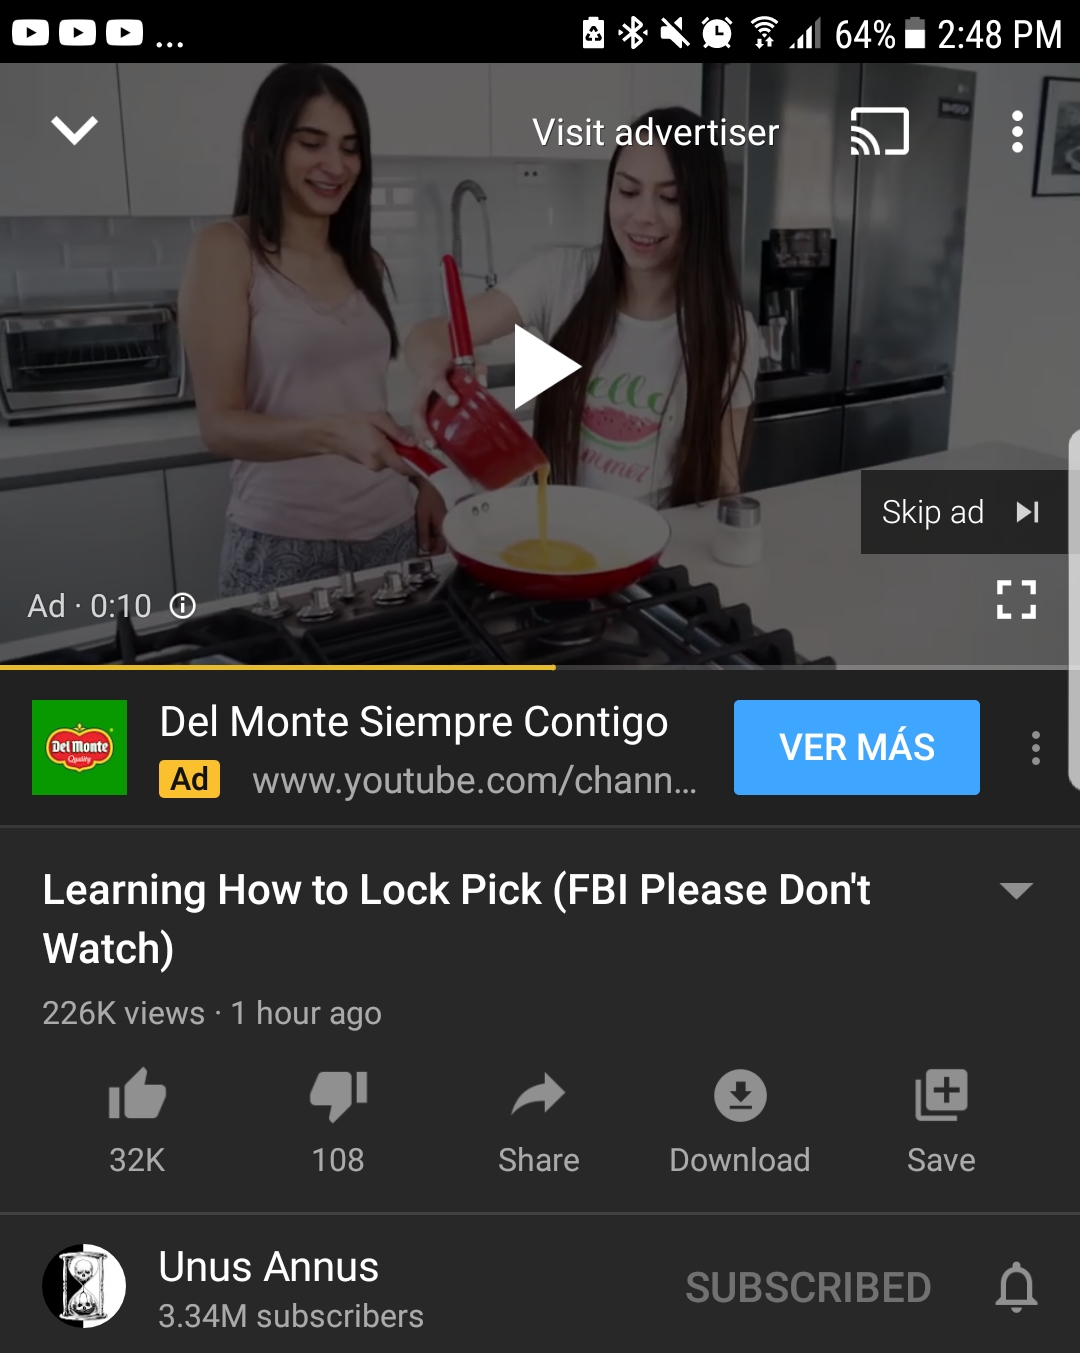 ... 64% 2:48 PM
Visit advertiser
Skip ad
Ad · 0:10
Del Monte
Quality
Del Monte Siempre Contigo
VER MÁS
Ad www.youtube.com/chann...
Learning How to Lock Pick (FBI Please Don't
Watch)
226K views · 1 hour ago
32K 108 Share Download Save
Unus Annus
SUBSCRIBED
3.34M subscribers